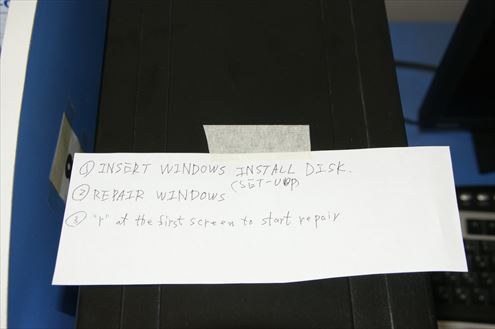 ① INSERT WINDOWS INSTALL DISK.
(SET-UP)
② REPAIR WINDOWS
③ "r" at the first screen to start repair